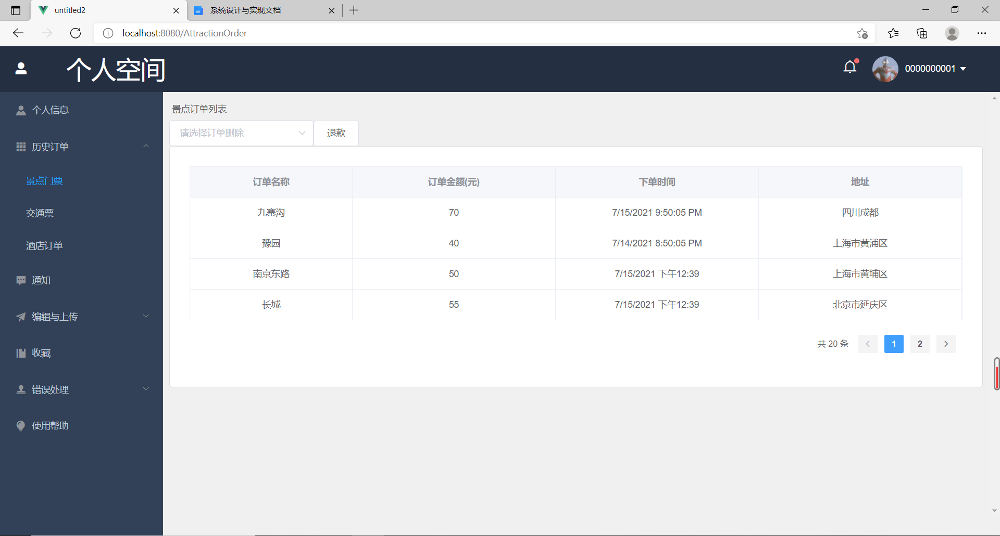 untitled2
系统设计与实现文档
localhost:8080/AttractionOrder
个人空间
0000000001
个人信息
历史订单
景点门票
交通票
酒店订单
通知
编辑与上传
收藏
错误处理
使用帮助
景点订单列表
请选择订单删除
退款
订单名称 订单金额(元) 下单时间 地址
九寨沟 70 7/15/2021 9:50:05 PM 四川成都
豫园 40 7/14/2021 8:50:05 PM 上海市黄浦区
南京东路 50 7/15/2021 下午12:39 上海市黄埔区
长城 55 7/15/2021 下午12:39 北京市延庆区
共 20 条 1 2